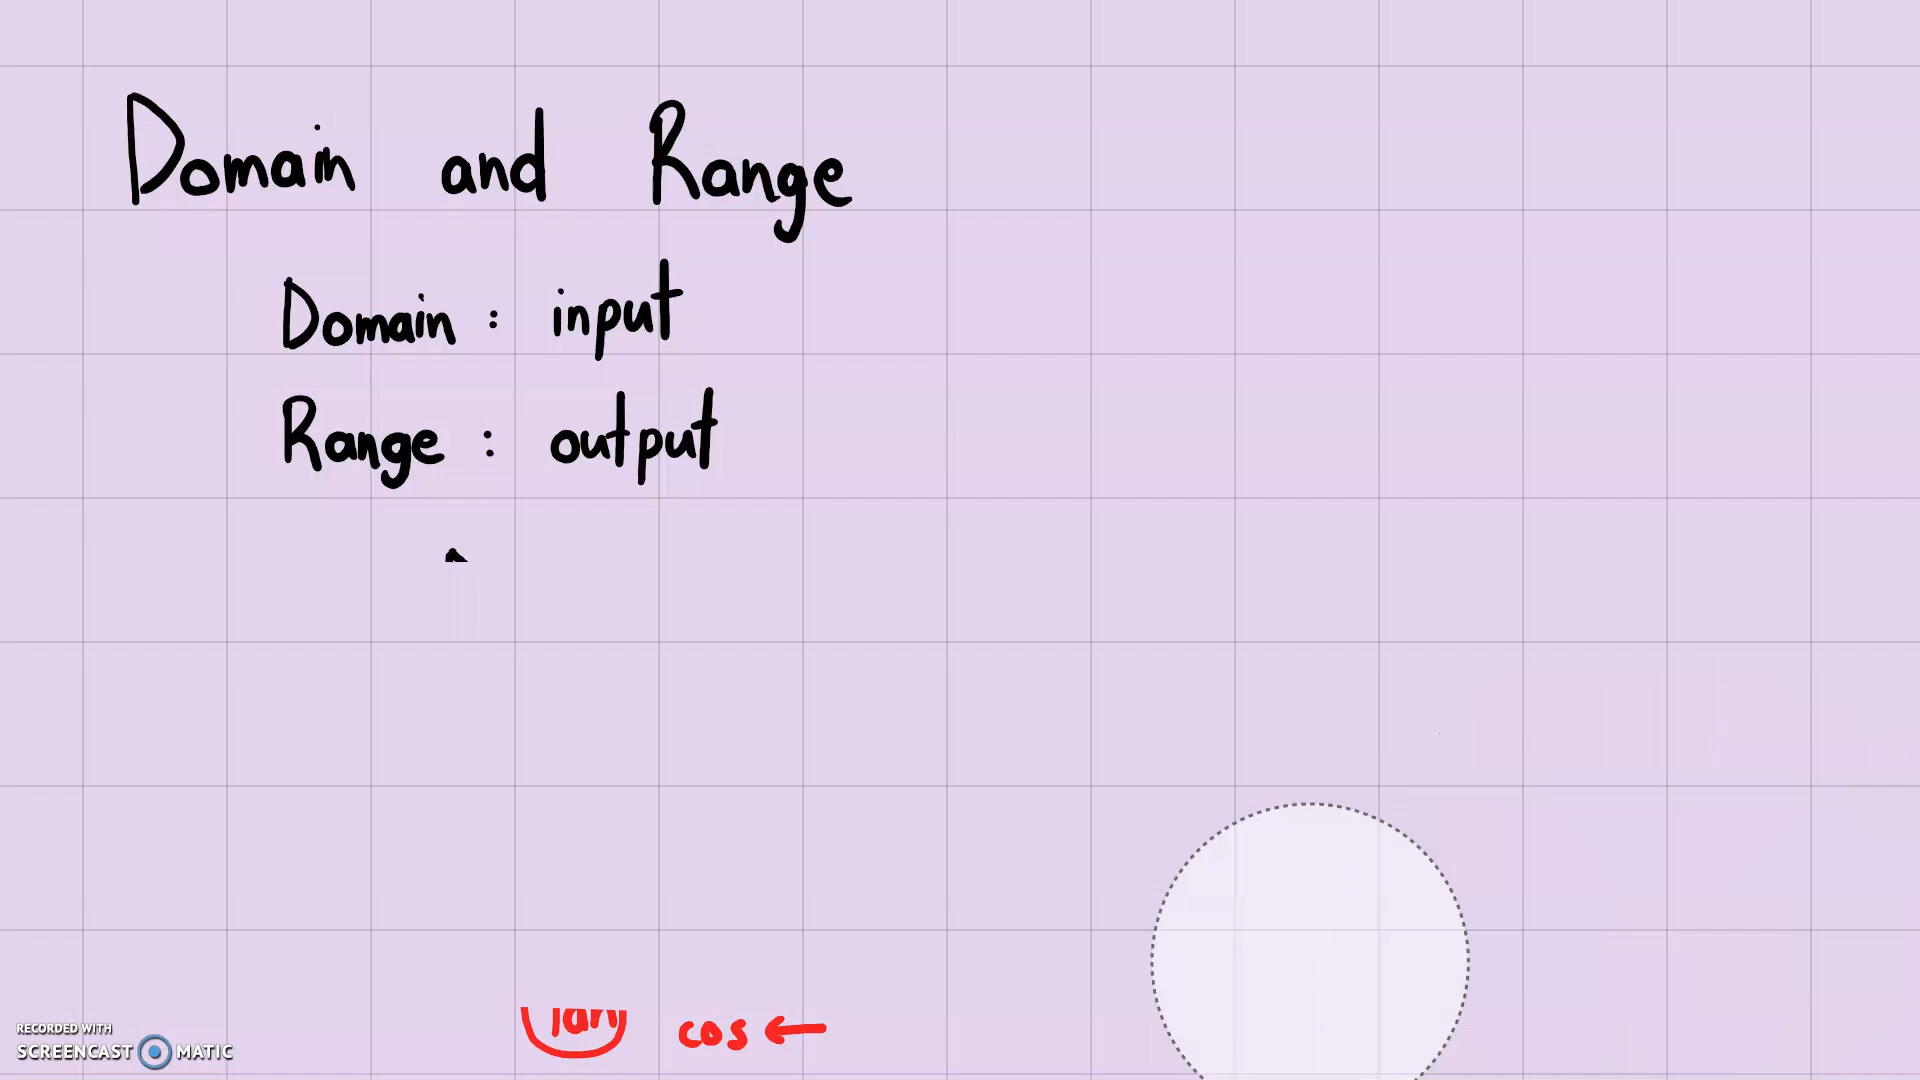 Domain and Range
Domain : input
Range : output
cos ←
RECORDED WITH
SCREENCAST MATIC